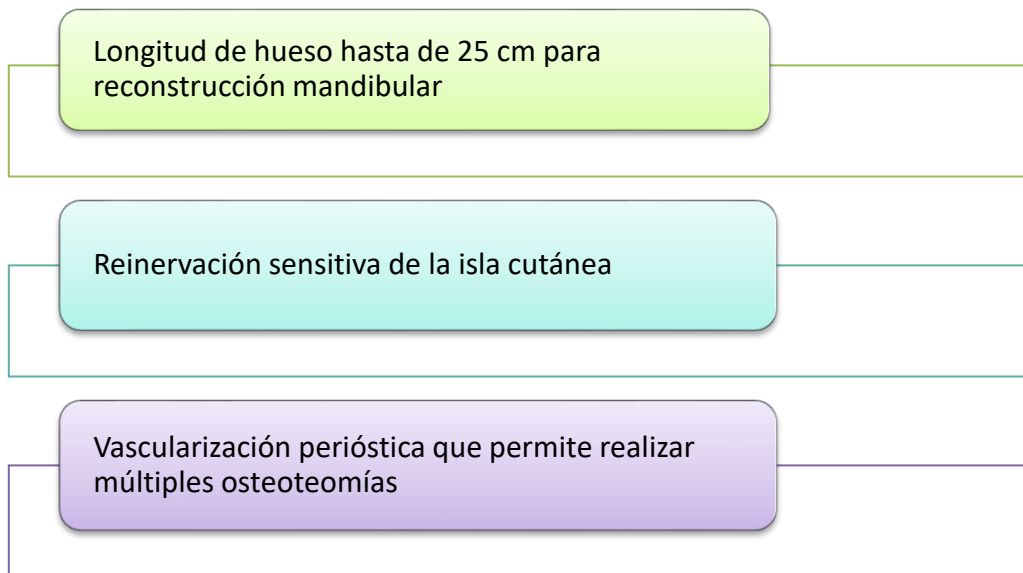 Longitud de hueso hasta de 25 cm para
reconstrucción mandibular
Reinervación sensitiva de la isla cutánea
Vascularización perióstica que permite realizar
múltiples osteoteomías